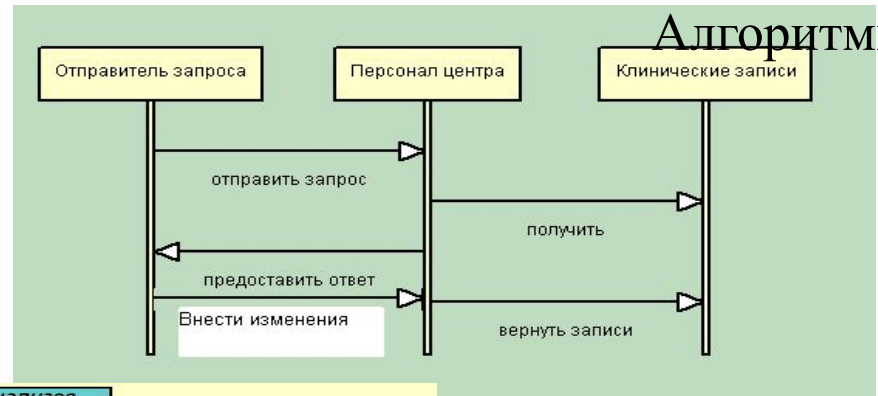 Алгоритм
Отправитель запроса
Персонал центра
Клинические записи
отправить запрос
получить
предоставить ответ
Внести изменения
вернуть записи